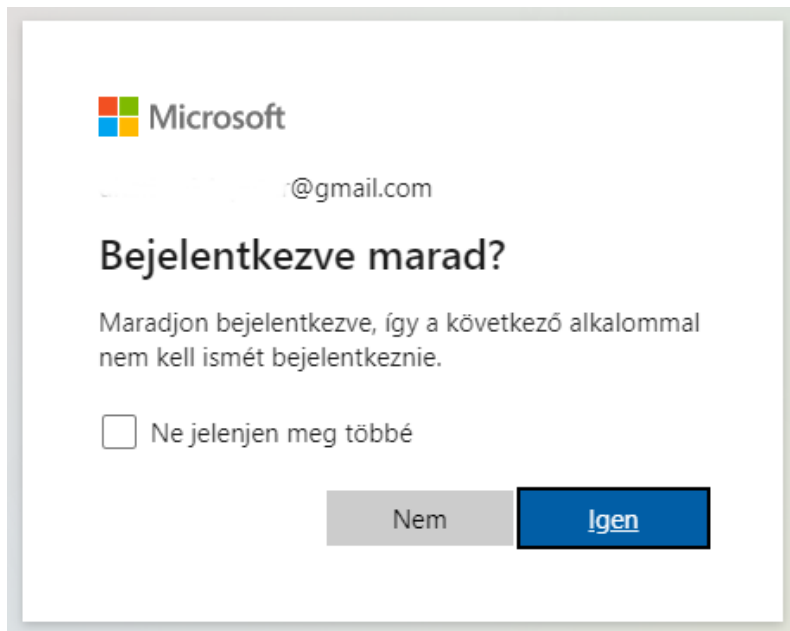 Microsoft
@gmail.com
Bejelentkezve marad?
Maradjon bejelentkezve, így a következő alkalommal
nem kell ismét bejelentkeznie.
Ne jelenjen meg többé
Nem
Igen